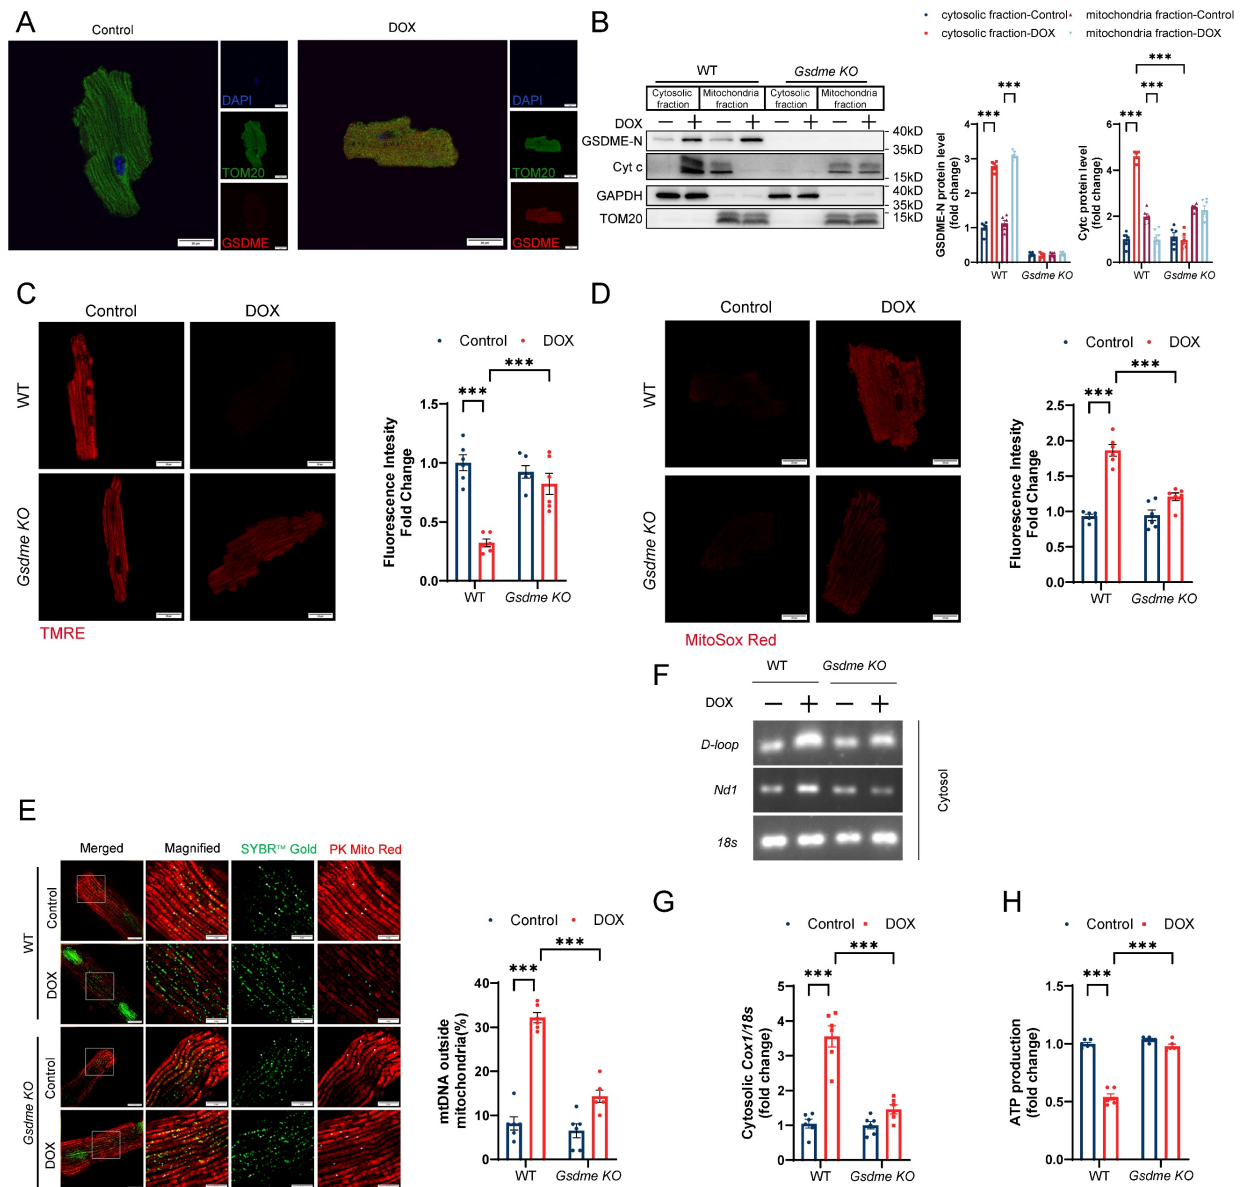 A
Control
DOX
DAPI
TOM20
GSDME
B
cytosolic fraction-Control
mitochondria fraction-Control
cytosolic fraction-DOX
mitochondria fraction-DOX
WT
Gsdme KO
Cytosolic fraction
Mitochondria fraction
Cytosolic fraction
Mitochondria fraction
DOX
— + — + — + — +
GSDME-N
40kD
35kD
Cyt c
15kD
GAPDH
40kD
35kD
TOM20
15kD
GSDME-N protein level
(fold change)
4
3
2
1
0
***
***
WT
Gsdme KO
Cytc protein level
(fold change)
6
4
2
0
***
***
***
WT
Gsdme KO
C
Control
DOX
WT
Gsdme KO
TMRE
Control
DOX
Fluorescence Intesity
Fold Change
1.5
1.0
0.5
0.0
***
***
WT
Gsdme KO
D
Control
DOX
WT
Gsdme KO
MitoSox Red
Control
DOX
Fluorescence Intesity
Fold Change
2.5
2.0
1.5
1.0
0.5
0.0
***
***
WT
Gsdme KO
F
WT
Gsdme KO
DOX
— + — +
D-loop
Nd1
18s
Cytosol
E
Merged
Magnified
SYBR™ Gold
PK Mito Red
WT
Control
DOX
Gsdme KO
Control
DOX
Control
DOX
mtDNA outside
mitochondria(%)
40
30
20
10
0
***
***
WT
Gsdme KO
G
Control
DOX
Cytosolic Cox1/18s
(fold change)
5
4
3
2
1
0
***
***
WT
Gsdme KO
H
Control
DOX
ATP production
(fold change)
1.5
1.0
0.5
0.0
***
***
WT
Gsdme KO